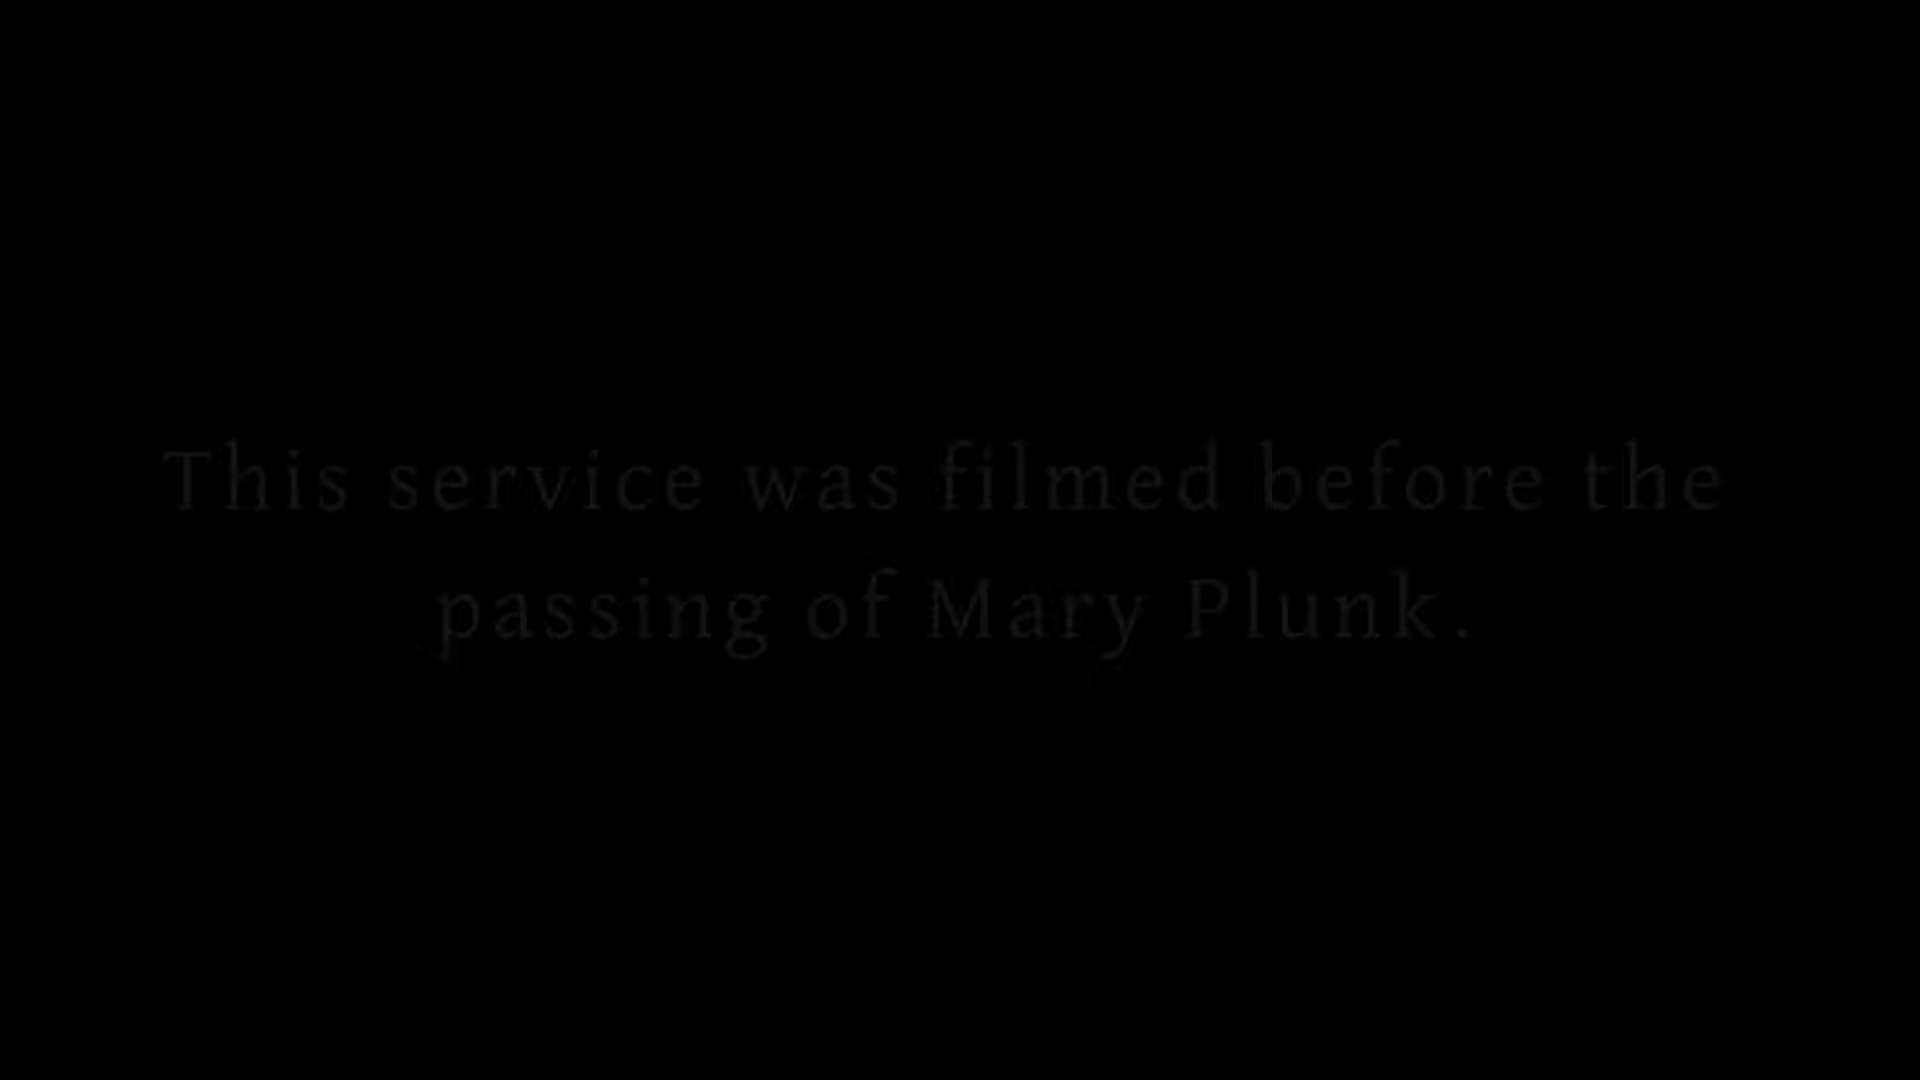 This service was filmed before the
passing of Mary Plunk.